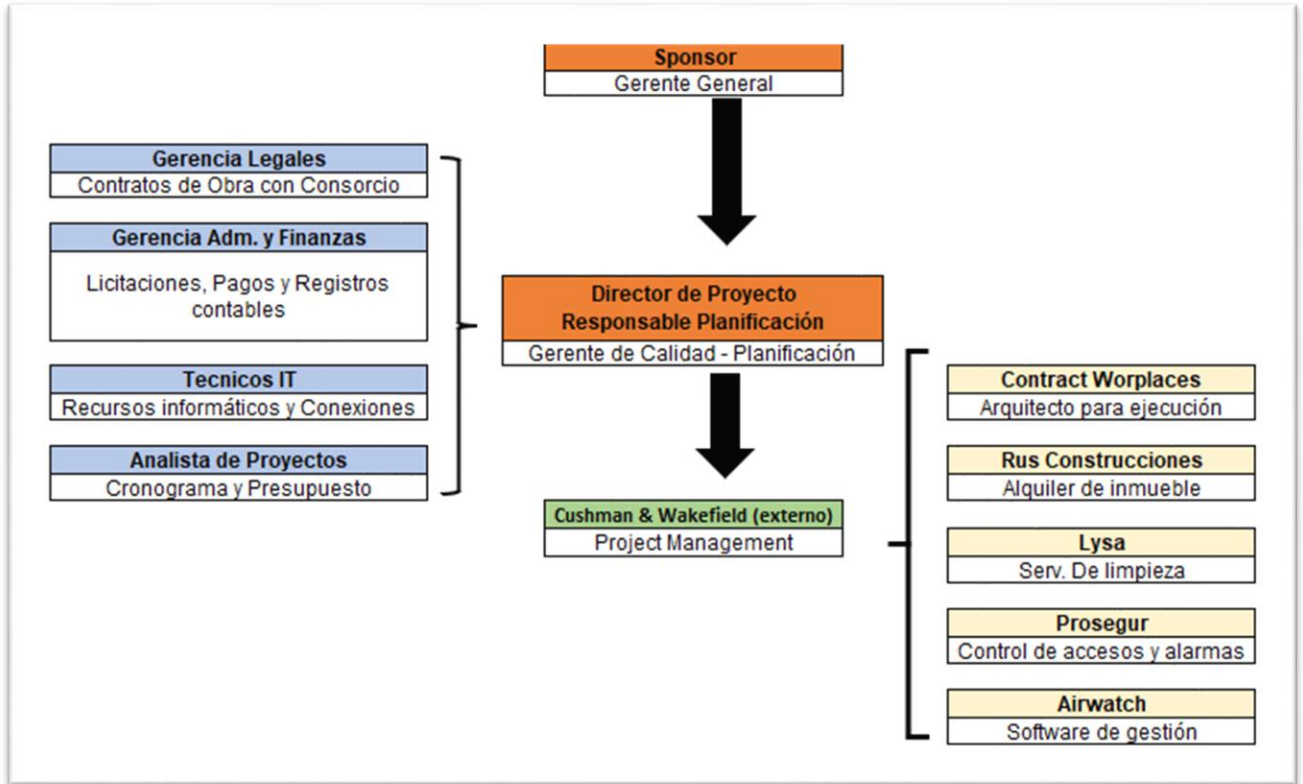 Sponsor
Gerente General
Gerencia Legales
Contratos de Obra con Consorcio
Gerencia Adm. y Finanzas
Licitaciones, Pagos y Registros
contables
Tecnicos IT
Recursos informáticos y Conexiones
Analista de Proyectos
Cronograma y Presupuesto
Director de Proyecto
Responsable Planificación
Gerente de Calidad - Planificación
Cushman & Wakefield (externo)
Project Management
Contract Worplaces
Arquitecto para ejecución
Rus Construcciones
Alquiler de inmueble
Lysa
Serv. De limpieza
Prosegur
Control de accesos y alarmas
Airwatch
Software de gestión